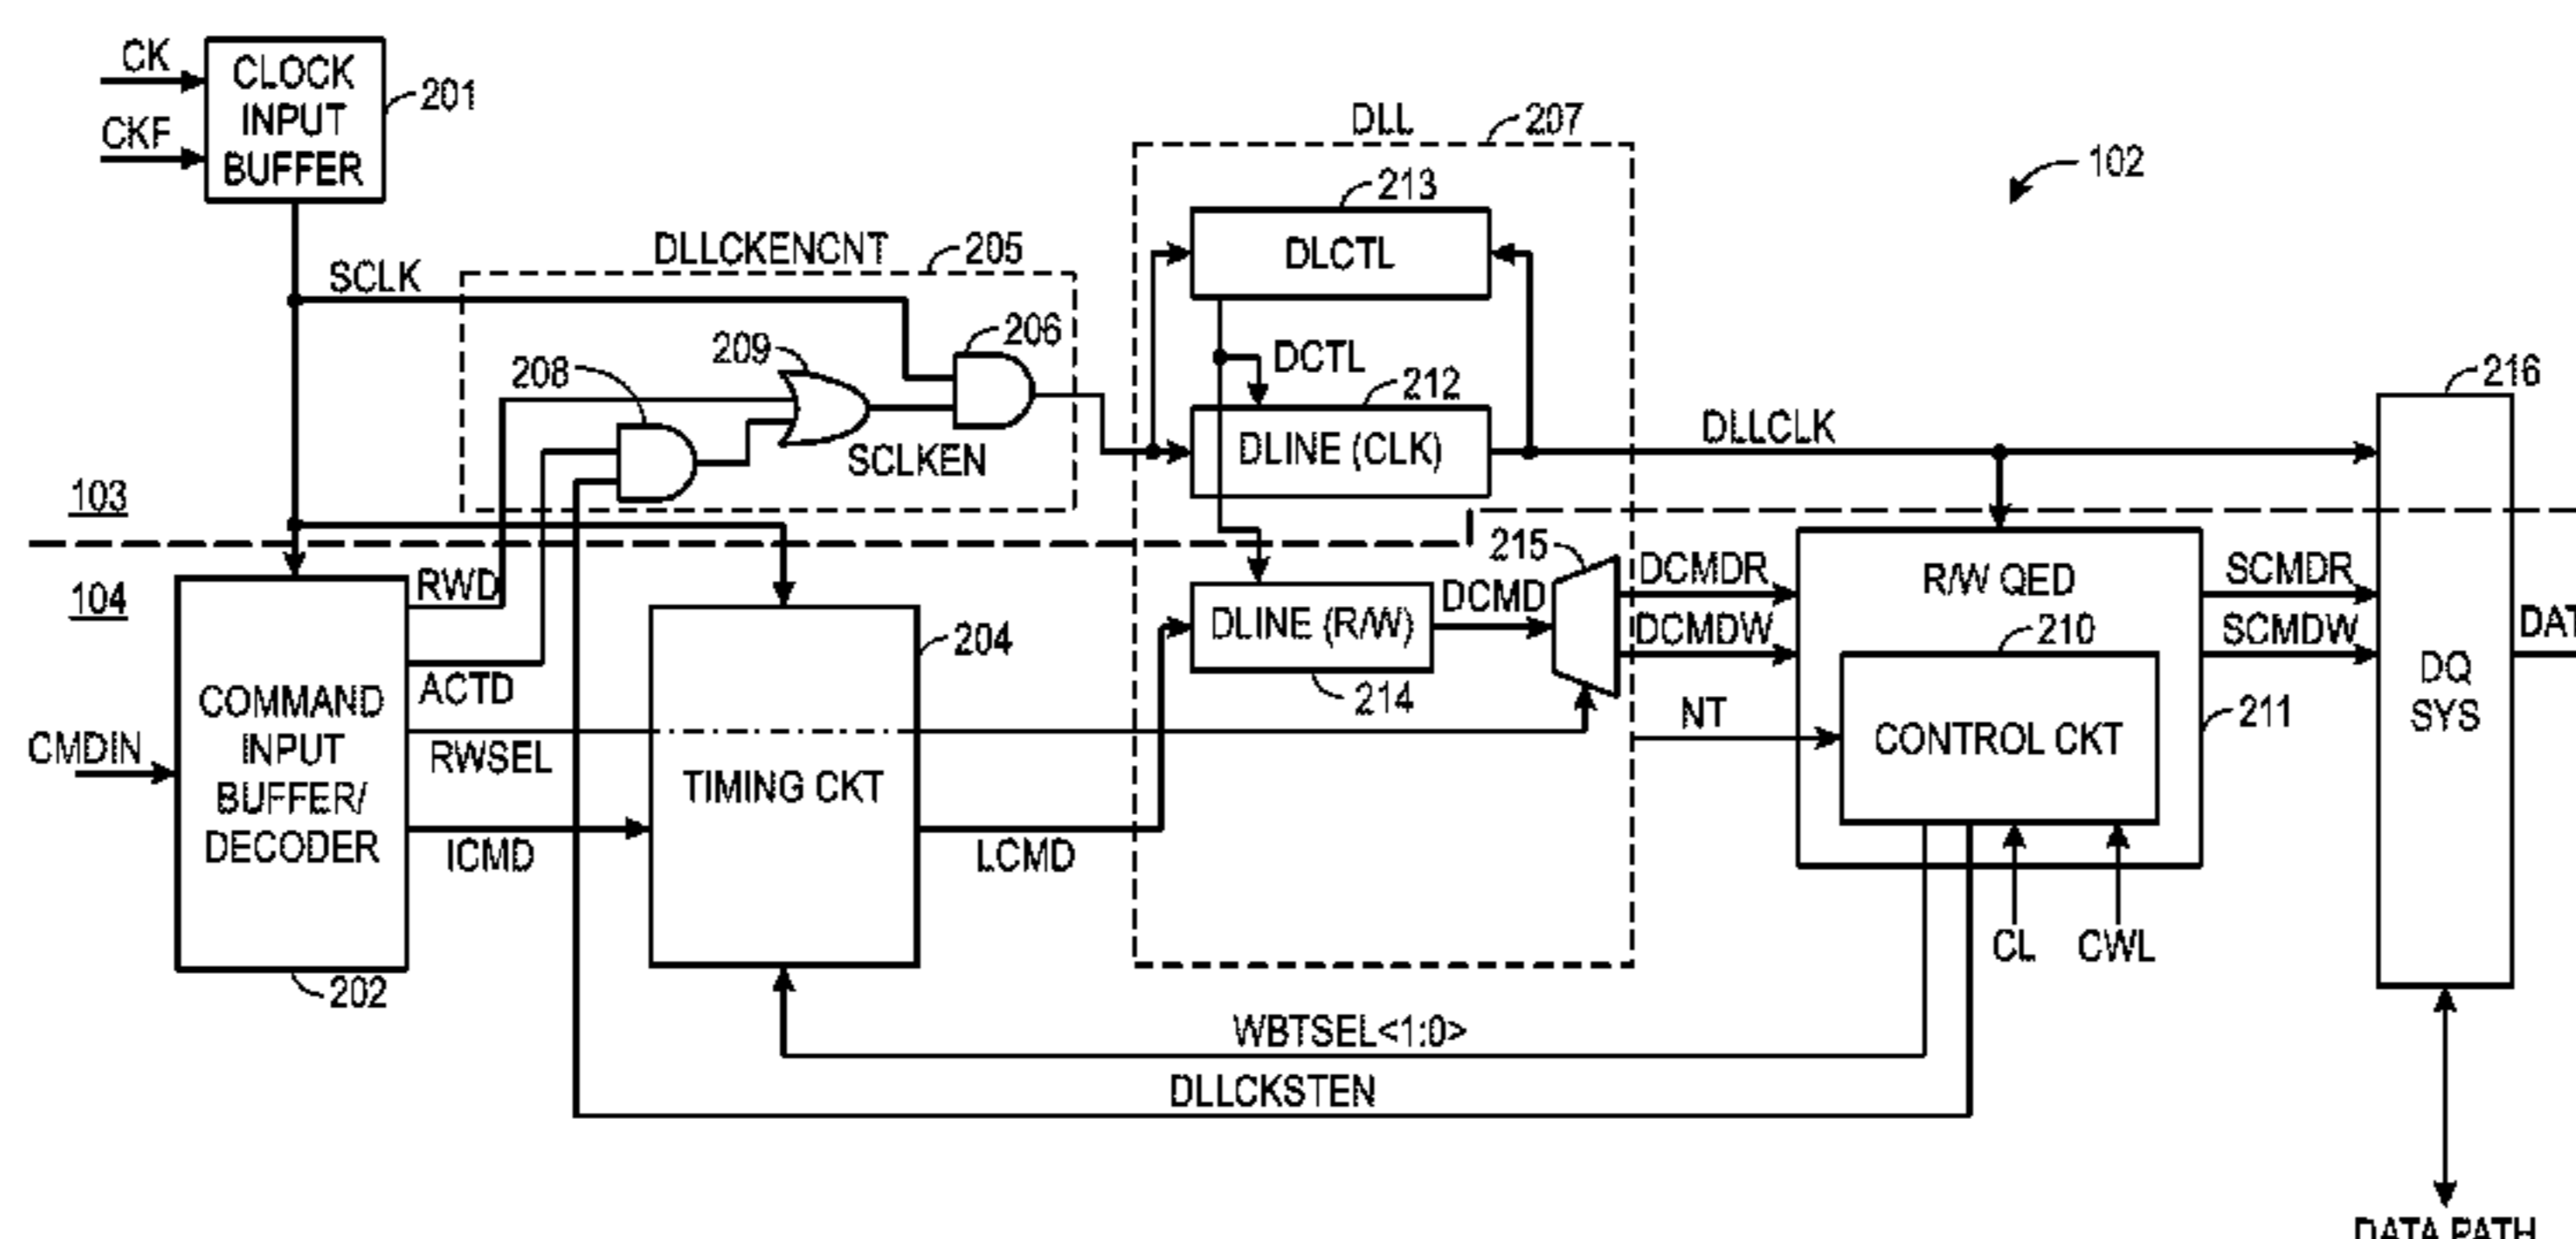 CK
CKF
CLOCK
INPUT
BUFFER
201
SCLK
DLLCKENCNT
205
206
209
208
SCLKEN
DLL
207
213
DLCTL
DCTL
212
DLINE (CLK)
DLLCLK
102
216
103
104
RWD
ACTD
RWSEL
ICMD
CMDIN
COMMAND
INPUT
BUFFER/
DECODER
202
TIMING CKT
204
LCMD
DLINE (R/W)
214
DCMD
215
DCMDR
DCMDW
NT
R/W QED
210
CONTROL CKT
211
CL
CWL
SCMDR
SCMDW
DQ
SYS
DAT
WBTSEL<1:0>
DLLCKSTEN
DATA PATH